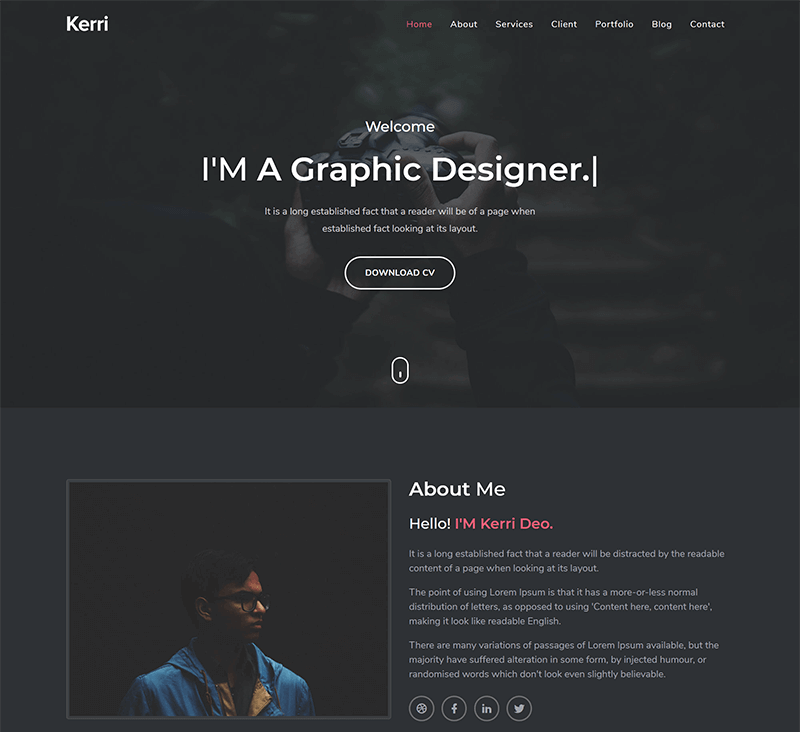 Kerri
Home About Services Client Portfolio Blog Contact
Welcome
I'M A Graphic Designer.|
It is a long established fact that a reader will be of a page when
established fact looking at its layout.
DOWNLOAD CV
About Me
Hello! I'M Kerri Deo.
It is a long established fact that a reader will be distracted by the readable
content of a page when looking at its layout.
The point of using Lorem Ipsum is that it has a more-or-less normal
distribution of letters, as opposed to using 'Content here, content here',
making it look like readable English.
There are many variations of passages of Lorem Ipsum available, but the
majority have suffered alteration in some form, by injected humour, or
randomised words which don't look even slightly believable.